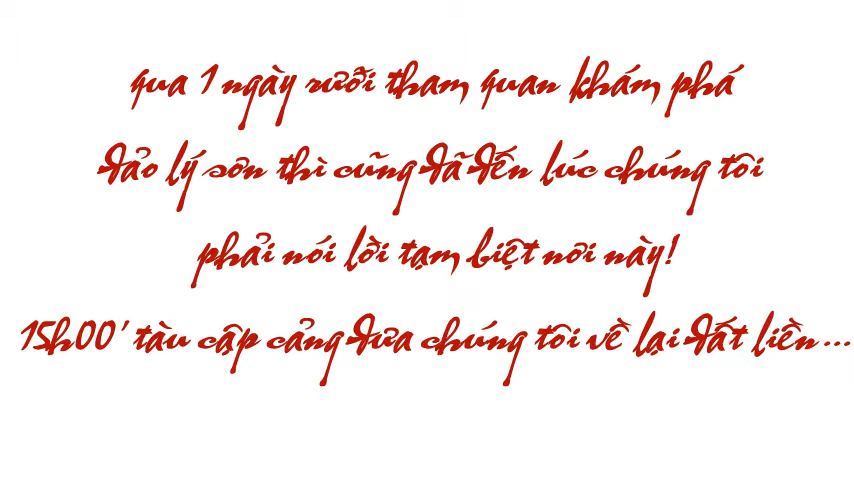 qua 1 ngày rưỡi tham quan khám phá
đảo lý sơn thì cũng đã đến lúc chúng tôi
phải nói lời tạm biệt nơi này!
15h00' tàu cập cảng đưa chúng tôi về lại đất liền...